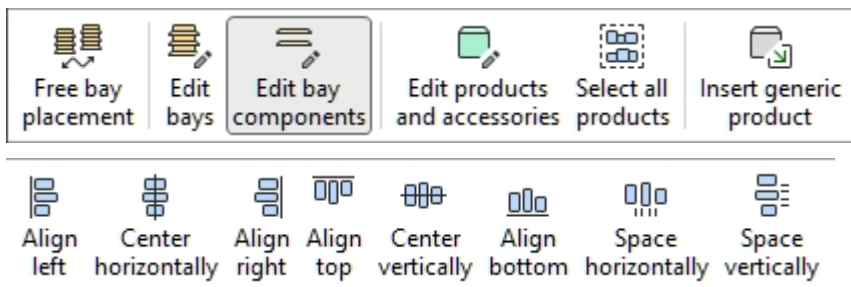 Free bay Edit Edit bay Edit products Select all Insert generic
placement bays components and accessories products product
Align Center Align Align Center Align Space Space
left horizontally right top vertically bottom horizontally vertically